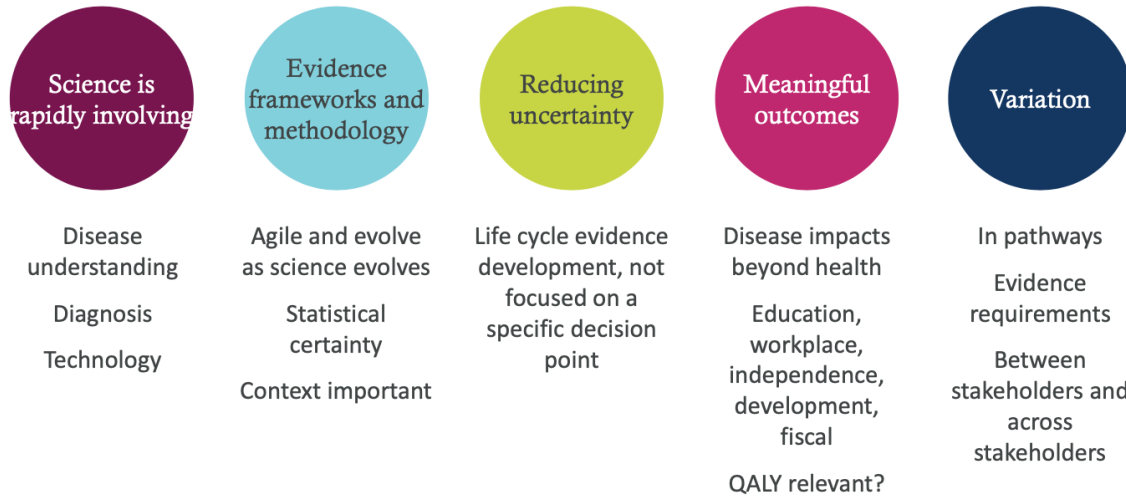 Science is
rapidly involving
Evidence
frameworks and
methodology
Reducing
uncertainty
Meaningful
outcomes
Variation
Disease
understanding
Diagnosis
Technology
Agile and evolve
as science evolves
Statistical
certainty
Context important
Life cycle evidence
development, not
focused on a
specific decision
point
Disease impacts
beyond health
Education,
workplace,
independence,
development,
fiscal
QALY relevant?
In pathways
Evidence
requirements
Between
stakeholders and
across
stakeholders